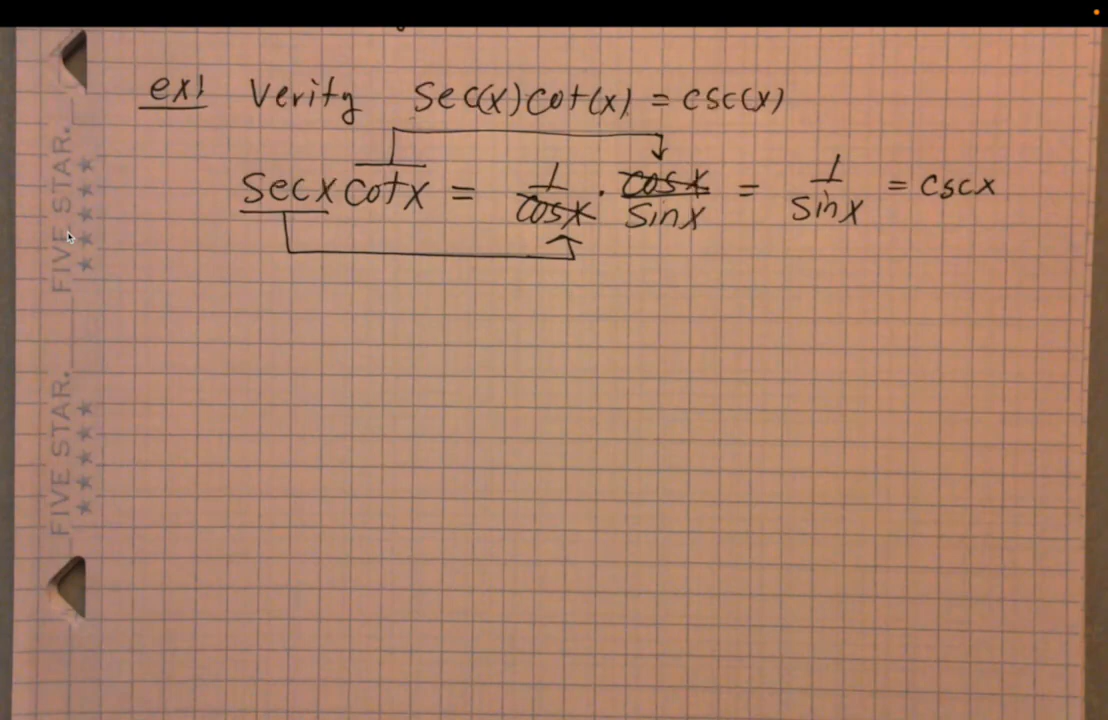 ex! Verify sec(x)cot(x) = csc(x)
secx cotx = 1/cosx · cosx/sinx = 1/sinx = cscx
FIVE STAR.
★★★★★
FIVE STAR.
★★★★★